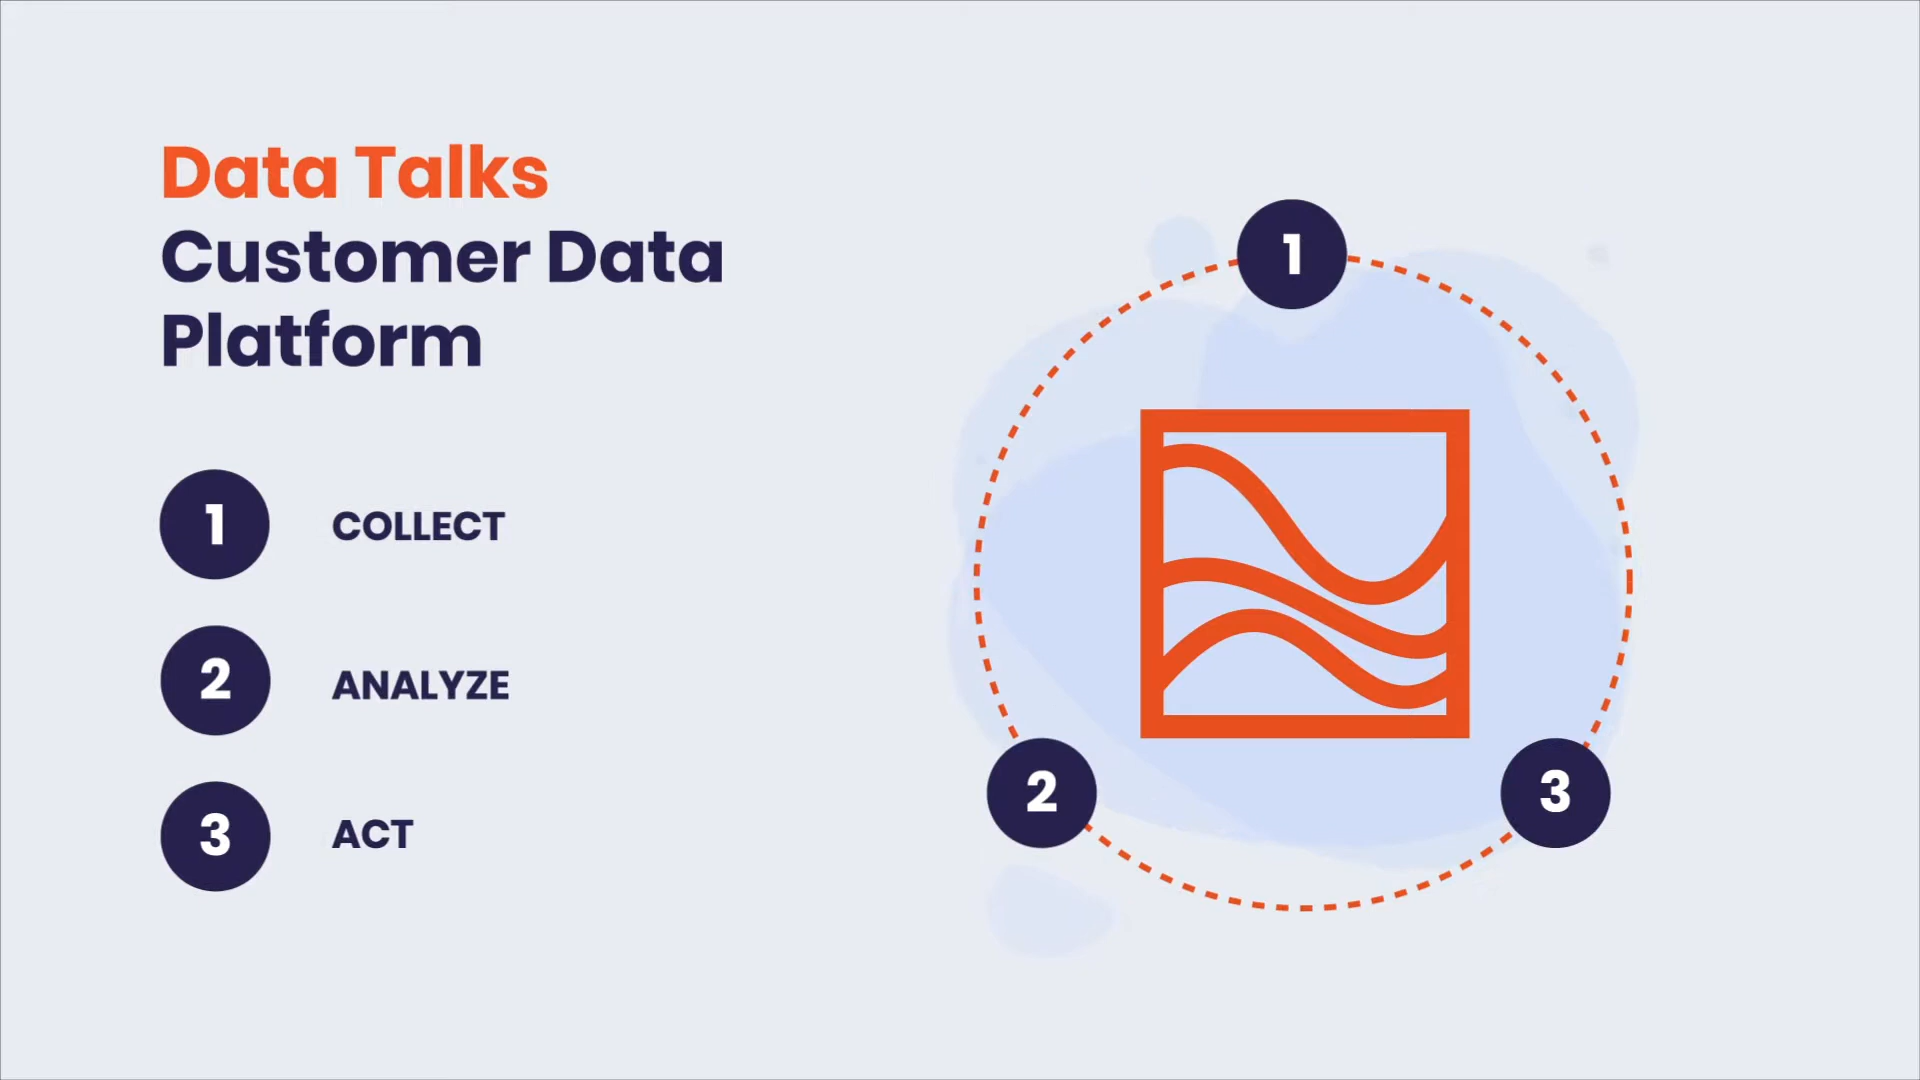 Data Talks
Customer Data
Platform
1 COLLECT
2 ANALYZE
3 ACT
1
2
3